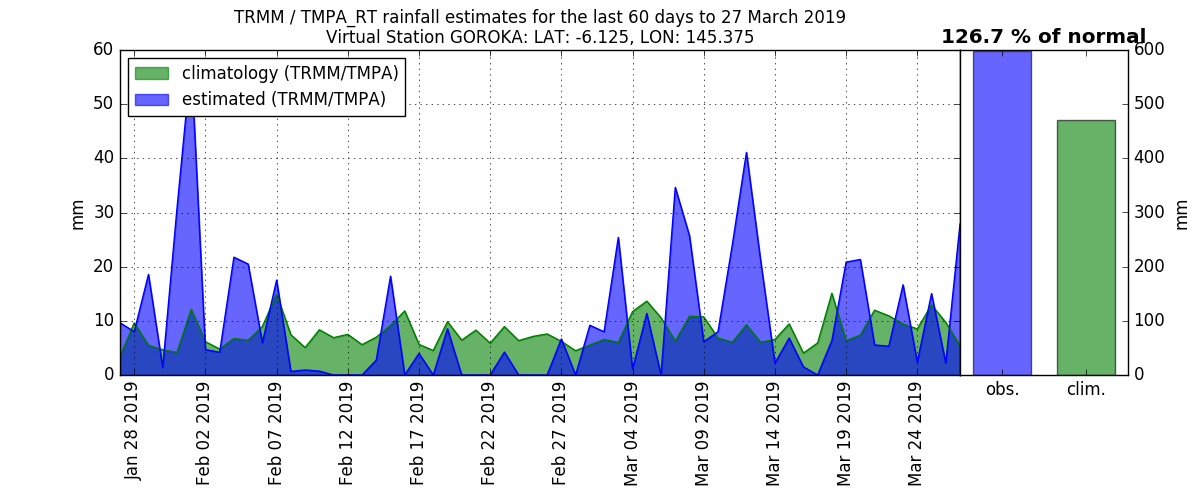 TRMM / TMPA_RT rainfall estimates for the last 60 days to 27 March 2019
Virtual Station GOROKA: LAT: -6.125, LON: 145.375
126.7 % of normal
climatology (TRMM/TMPA)
estimated (TRMM/TMPA)
mm
60
50
40
30
20
10
0
Jan 28 2019
Feb 02 2019
Feb 07 2019
Feb 12 2019
Feb 17 2019
Feb 22 2019
Feb 27 2019
Mar 04 2019
Mar 09 2019
Mar 14 2019
Mar 19 2019
Mar 24 2019
obs.
clim.
600
500
400
300
200
100
0
mm